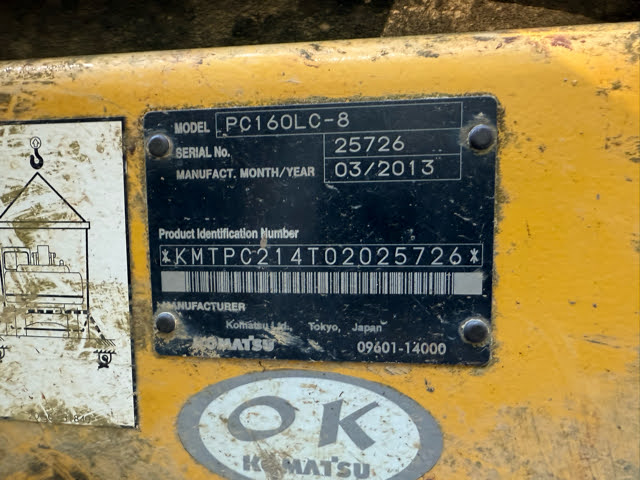 MODEL PC160LC-8
SERIAL No. 25726
MANUFACT. MONTH/YEAR 03/2013
Product Identification Number
*KMTPC214T02025726*
MANUFACTURER
Komatsu Ltd., Tokyo, Japan
KOMATSU 09601-14000
OK
KOMATSU